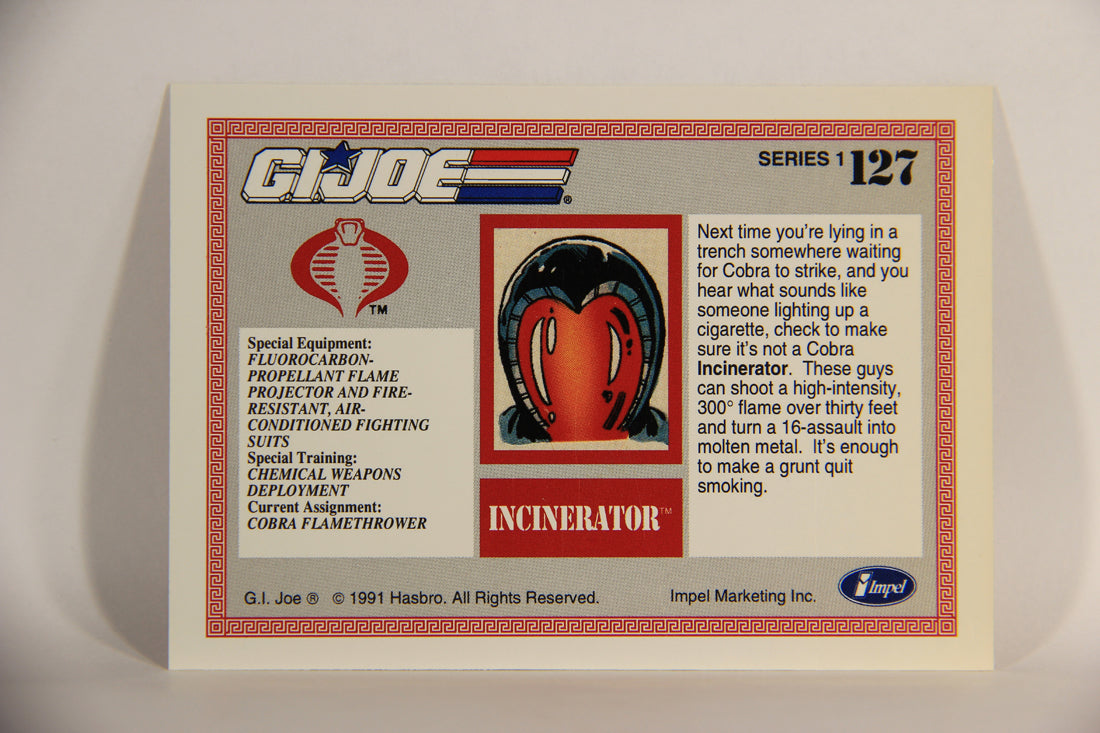 G.I. JOE ®
SERIES 1 127
TM
Special Equipment:
FLUOROCARBON-
PROPELLANT FLAME
PROJECTOR AND FIRE-
RESISTANT, AIR-
CONDITIONED FIGHTING
SUITS
Special Training:
CHEMICAL WEAPONS
DEPLOYMENT
Current Assignment:
COBRA FLAMETHROWER
INCINERATOR™
Next time you're lying in a
trench somewhere waiting
for Cobra to strike, and you
hear what sounds like
someone lighting up a
cigarette, check to make
sure it's not a Cobra
Incinerator. These guys
can shoot a high-intensity,
300° flame over thirty feet
and turn a 16-assault into
molten metal. It's enough
to make a grunt quit
smoking.
G.I. Joe ® © 1991 Hasbro. All Rights Reserved.
Impel Marketing Inc.
Impel